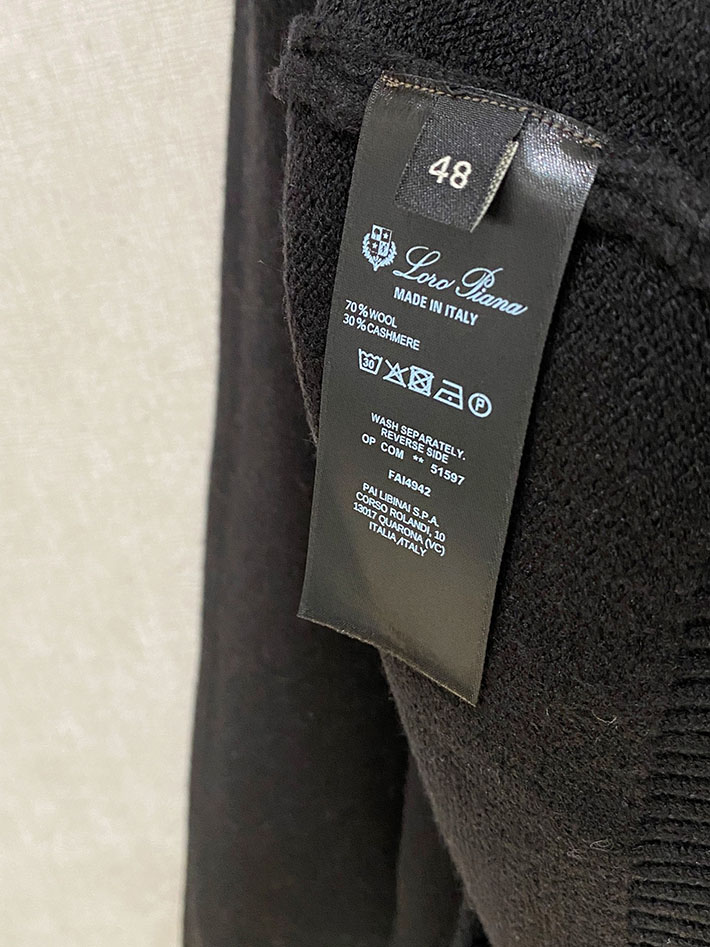 48
Loro Piana
MADE IN ITALY
70%WOOL
30%CASHMERE
30
P
WASH SEPARATELY.
REVERSE SIDE
OP COM ** 51597
FAI4942
PAI LIBINAI S.P.A.
CORSO ROLANDI, 10
13017 QUARONA (VC)
ITALIA /ITALY